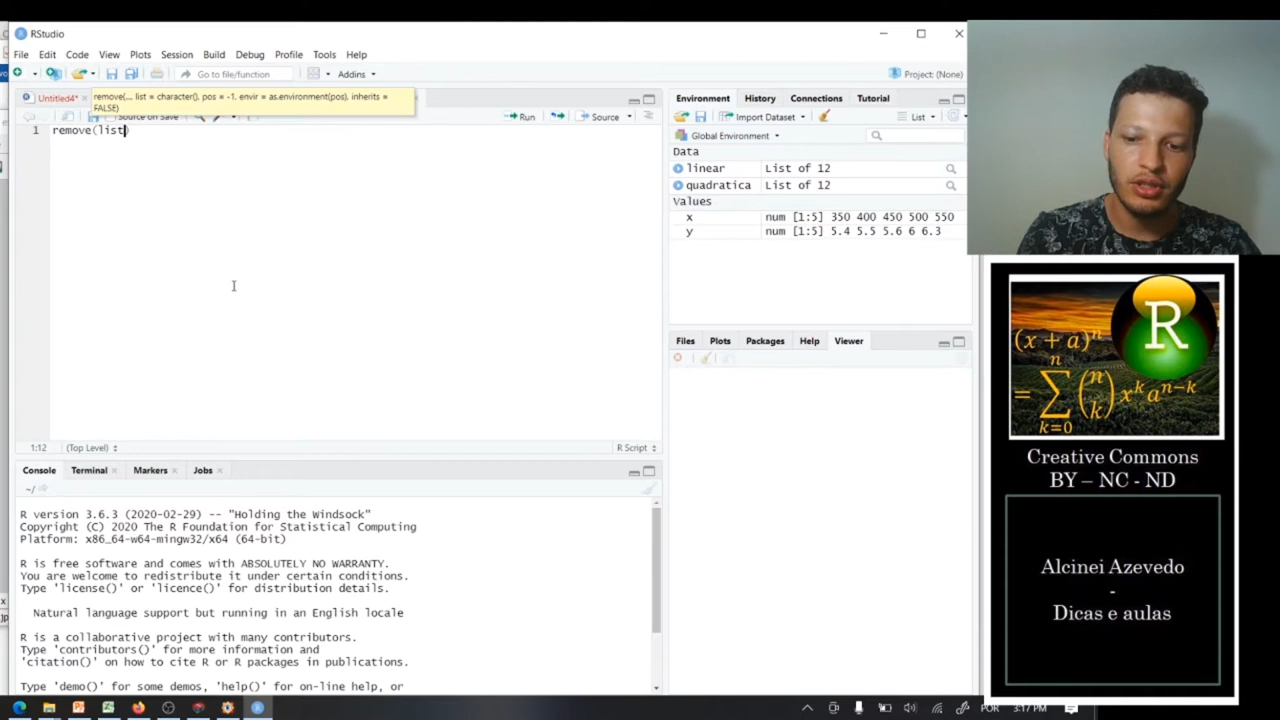 RStudio
File Edit Code View Plots Session Build Debug Profile Tools Help
Go to file/function
Addins
Project: (None)
Untitled4*
remove(... list = character(), pos = -1, envir = as.environment(pos), inherits =
FALSE)
Source on Save
Run
Source
1 remove(list)
1:12
(Top Level)
R Script
Console Terminal Markers Jobs
~/
R version 3.6.3 (2020-02-29) -- "Holding the Windsock"
Copyright (C) 2020 The R Foundation for Statistical Computing
Platform: x86_64-w64-mingw32/x64 (64-bit)
R is free software and comes with ABSOLUTELY NO WARRANTY.
You are welcome to redistribute it under certain conditions.
Type 'license()' or 'licence()' for distribution details.
Natural language support but running in an English locale
R is a collaborative project with many contributors.
Type 'contributors()' for more information and
'citation()' on how to cite R or R packages in publications.
Type 'demo()' for some demos, 'help()' for on-line help, or
Environment History Connections Tutorial
Import Dataset
List
Global Environment
Data
linear List of 12
quadratica List of 12
Values
x num [1:5] 350 400 450 500 550
y num [1:5] 5.4 5.5 5.6 6 6.3
Files Plots Packages Help Viewer
R
(x + a)^n
= ∑_{k=0}^{n} (n k) x^k a^{n-k}
Creative Commons
BY – NC - ND
Alcinei Azevedo
-
Dicas e aulas
POR
3:17 PM